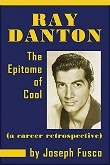 RAY
DANTON
The
Epitome of
Cool
(a career retrospective)
by Joseph Fusco